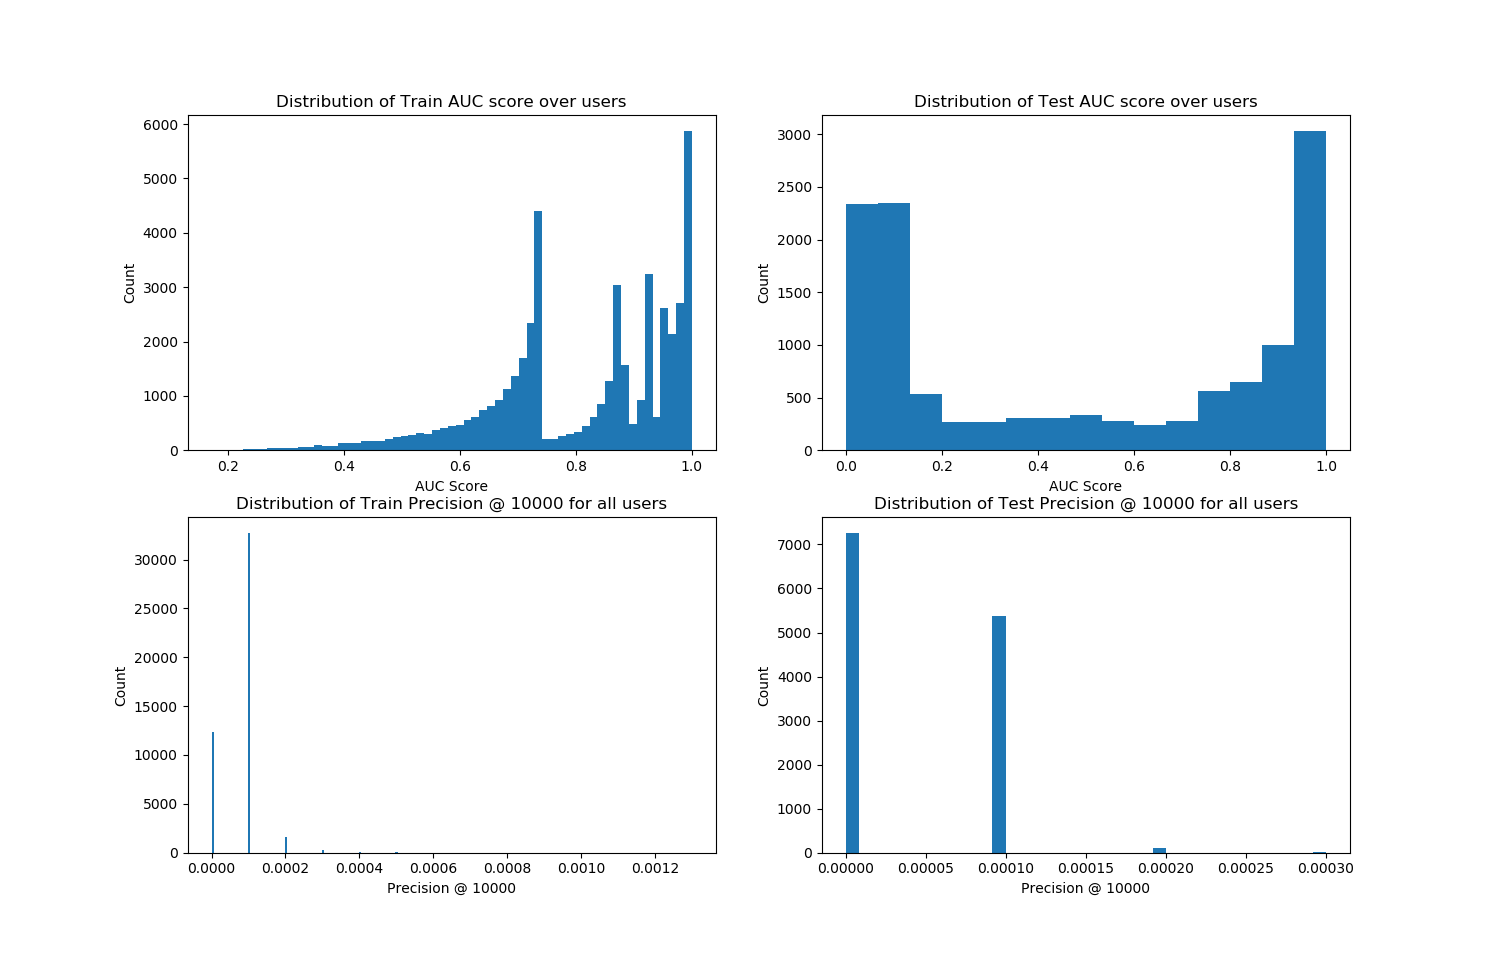 Distribution of Train AUC score over users
6000
5000
4000
3000
2000
1000
0
Count
0.2 0.4 0.6 0.8 1.0
AUC Score
Distribution of Test AUC score over users
3000
2500
2000
1500
1000
500
0
Count
0.0 0.2 0.4 0.6 0.8 1.0
AUC Score
Distribution of Train Precision @ 10000 for all users
30000
25000
20000
15000
10000
5000
0
Count
0.0000 0.0002 0.0004 0.0006 0.0008 0.0010 0.0012
Precision @ 10000
Distribution of Test Precision @ 10000 for all users
7000
6000
5000
4000
3000
2000
1000
0
Count
0.00000 0.00005 0.00010 0.00015 0.00020 0.00025 0.00030
Precision @ 10000